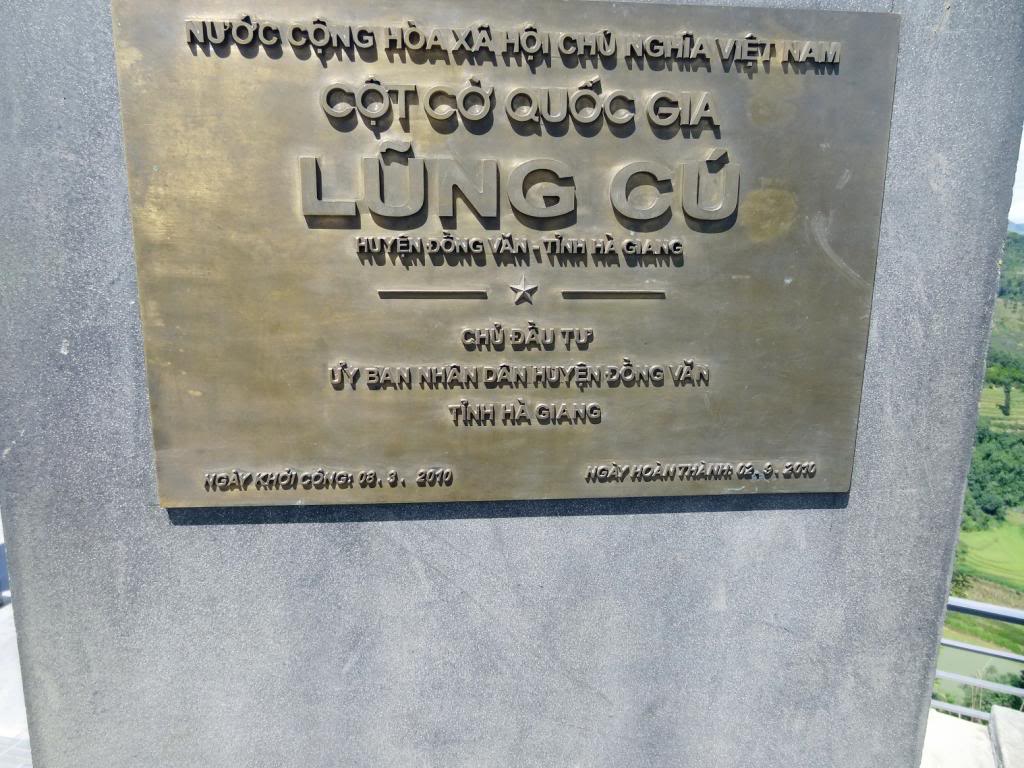 NƯỚC CỘNG HÒA XÃ HỘI CHỦ NGHĨA VIỆT NAM
CỘT CỜ QUỐC GIA
LŨNG CÚ
HUYỆN ĐỒNG VĂN - TỈNH HÀ GIANG
CHỦ ĐẦU TƯ
ỦY BAN NHÂN DÂN HUYỆN ĐỒNG VĂN
TỈNH HÀ GIANG
NGÀY KHỞI CÔNG: 08. 3. 2010
NGÀY HOÀN THÀNH: 02. 9. 2010